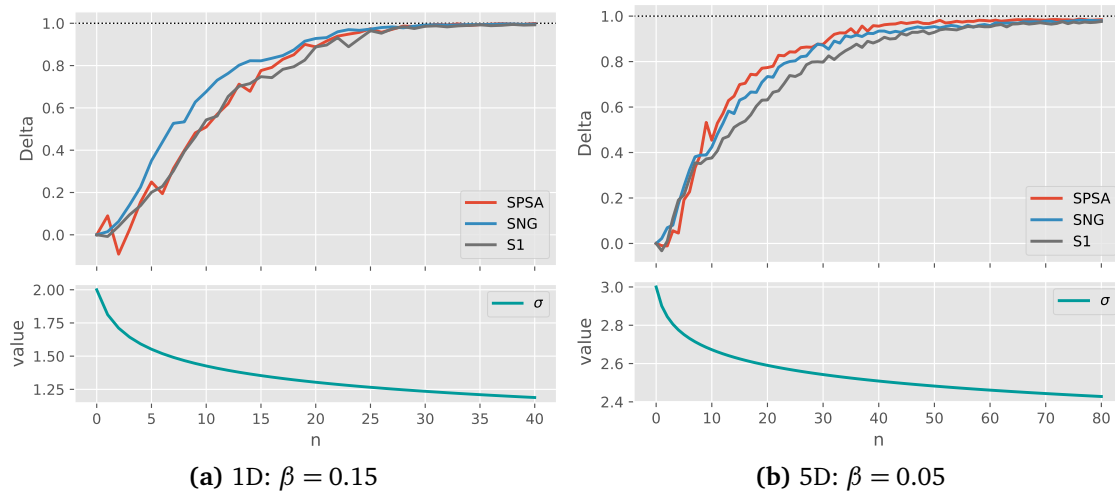 1.0
0.8
0.6
0.4
0.2
0.0
Delta
SPSA
SNG
S1
2.00
1.75
1.50
1.25
value
σ
0 5 10 15 20 25 30 35 40
n
(a) 1D: β = 0.15
1.0
0.8
0.6
0.4
0.2
0.0
Delta
SPSA
SNG
S1
3.0
2.8
2.6
2.4
value
σ
0 10 20 30 40 50 60 70 80
n
(b) 5D: β = 0.05